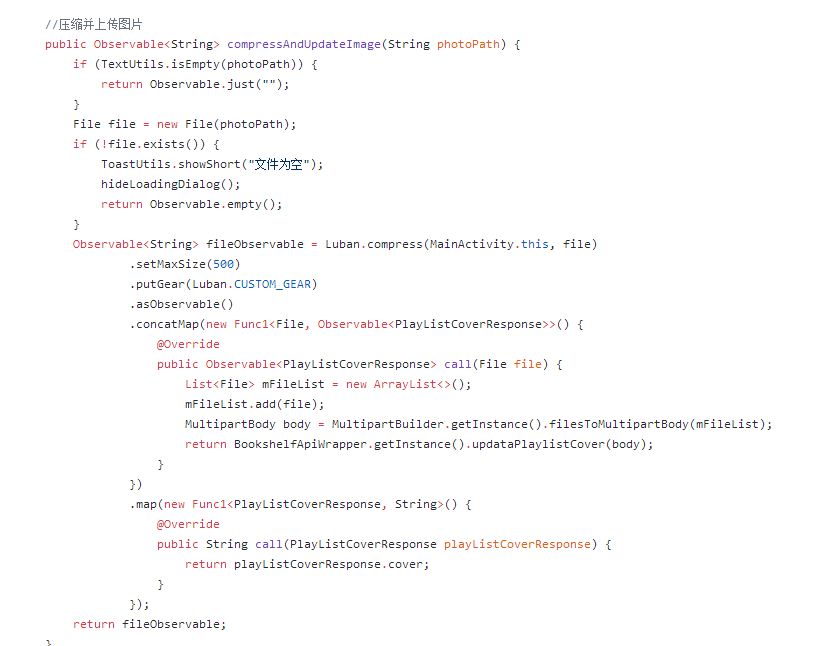 //压缩并上传图片
public Observable<String> compressAndUpdateImage(String photoPath) {
    if (TextUtils.isEmpty(photoPath)) {
        return Observable.just("");
    }
    File file = new File(photoPath);
    if (!file.exists()) {
        ToastUtils.showShort("文件为空");
        hideLoadingDialog();
        return Observable.empty();
    }
    Observable<String> fileObservable = Luban.compress(MainActivity.this, file)
            .setMaxSize(500)
            .putGear(Luban.CUSTOM_GEAR)
            .asObservable()
            .concatMap(new Func1<File, Observable<PlayListCoverResponse>>() {
                @Override
                public Observable<PlayListCoverResponse> call(File file) {
                    List<File> mFileList = new ArrayList<>();
                    mFileList.add(file);
                    MultipartBody body = MultipartBuilder.getInstance().filesToMultipartBody(mFileList);
                    return BookshelfApiWrapper.getInstance().updataPlaylistCover(body);
                }
            })
            .map(new Func1<PlayListCoverResponse, String>() {
                @Override
                public String call(PlayListCoverResponse playListCoverResponse) {
                    return playListCoverResponse.cover;
                }
            });
    return fileObservable;
}